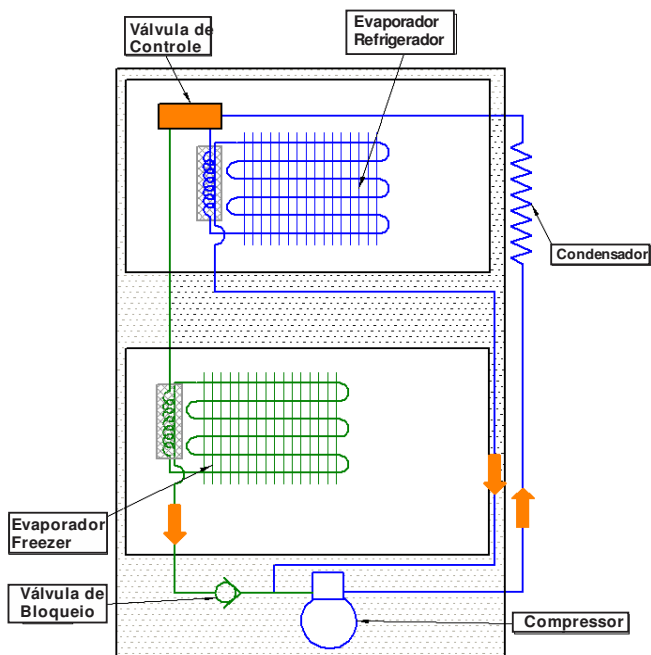 Válvula de
Controle
Evaporador
Refrigerador
Condensador
Evaporador
Freezer
Válvula de
Bloqueio
Compressor